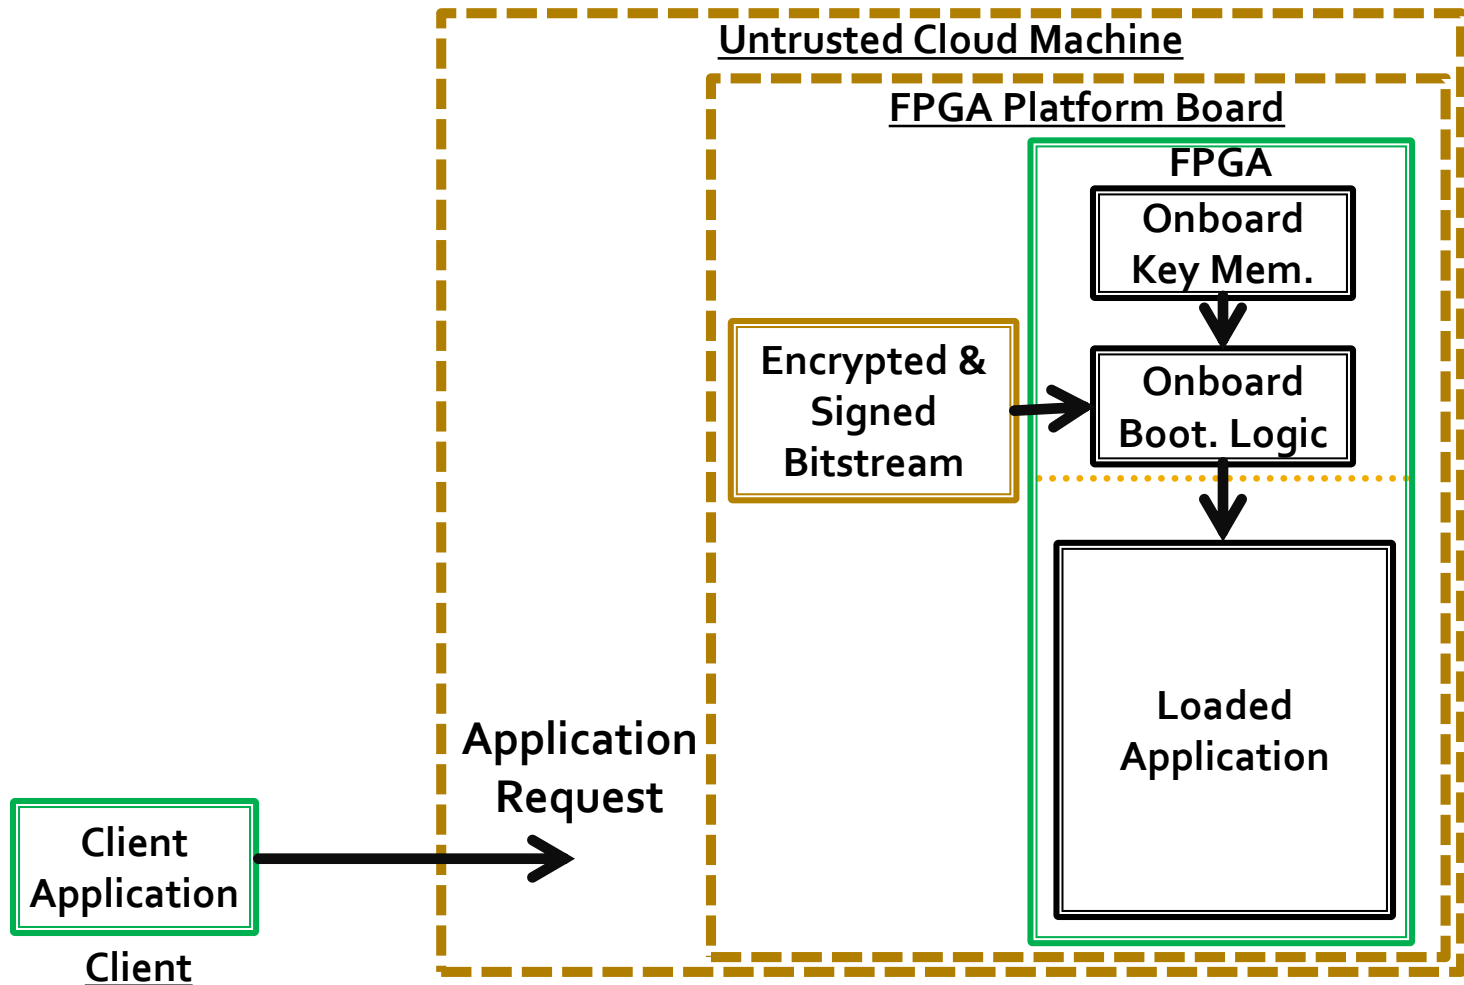 Untrusted Cloud Machine
FPGA Platform Board
FPGA
Onboard
Key Mem.
Encrypted &
Signed
Bitstream
Onboard
Boot. Logic
Loaded
Application
Application
Request
Client
Application
Client